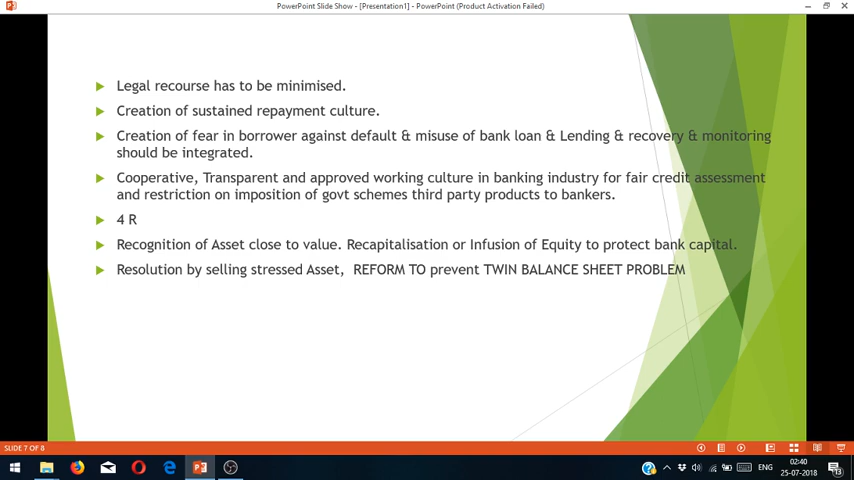 PowerPoint Slide Show - [Presentation1] - PowerPoint (Product Activation Failed)
Legal recourse has to be minimised.
Creation of sustained repayment culture.
Creation of fear in borrower against default & misuse of bank loan & Lending & recovery & monitoring
should be integrated.
Cooperative, Transparent and approved working culture in banking industry for fair credit assessment
and restriction on imposition of govt schemes third party products to bankers.
4 R
Recognition of Asset close to value. Recapitalisation or Infusion of Equity to protect bank capital.
Resolution by selling stressed Asset,  REFORM TO prevent TWIN BALANCE SHEET PROBLEM
SLIDE 7 OF 8
ENG
02:40
25-07-2018
13